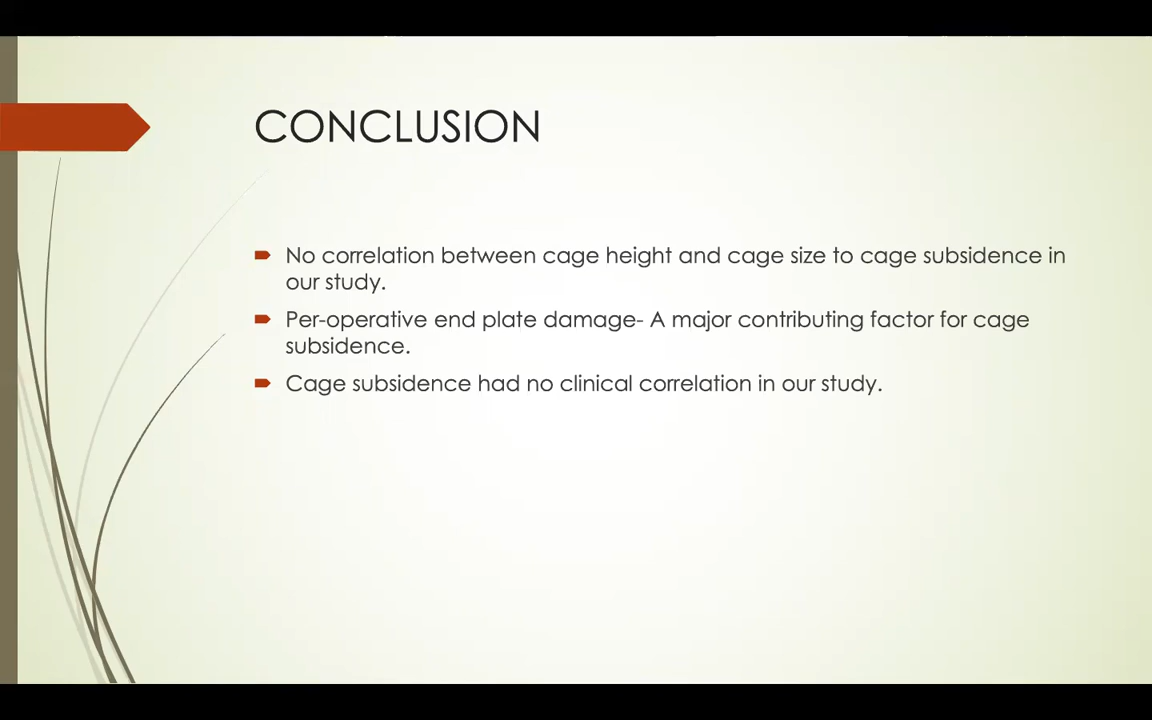 CONCLUSION
No correlation between cage height and cage size to cage subsidence in
our study.
Per-operative end plate damage- A major contributing factor for cage
subsidence.
Cage subsidence had no clinical correlation in our study.